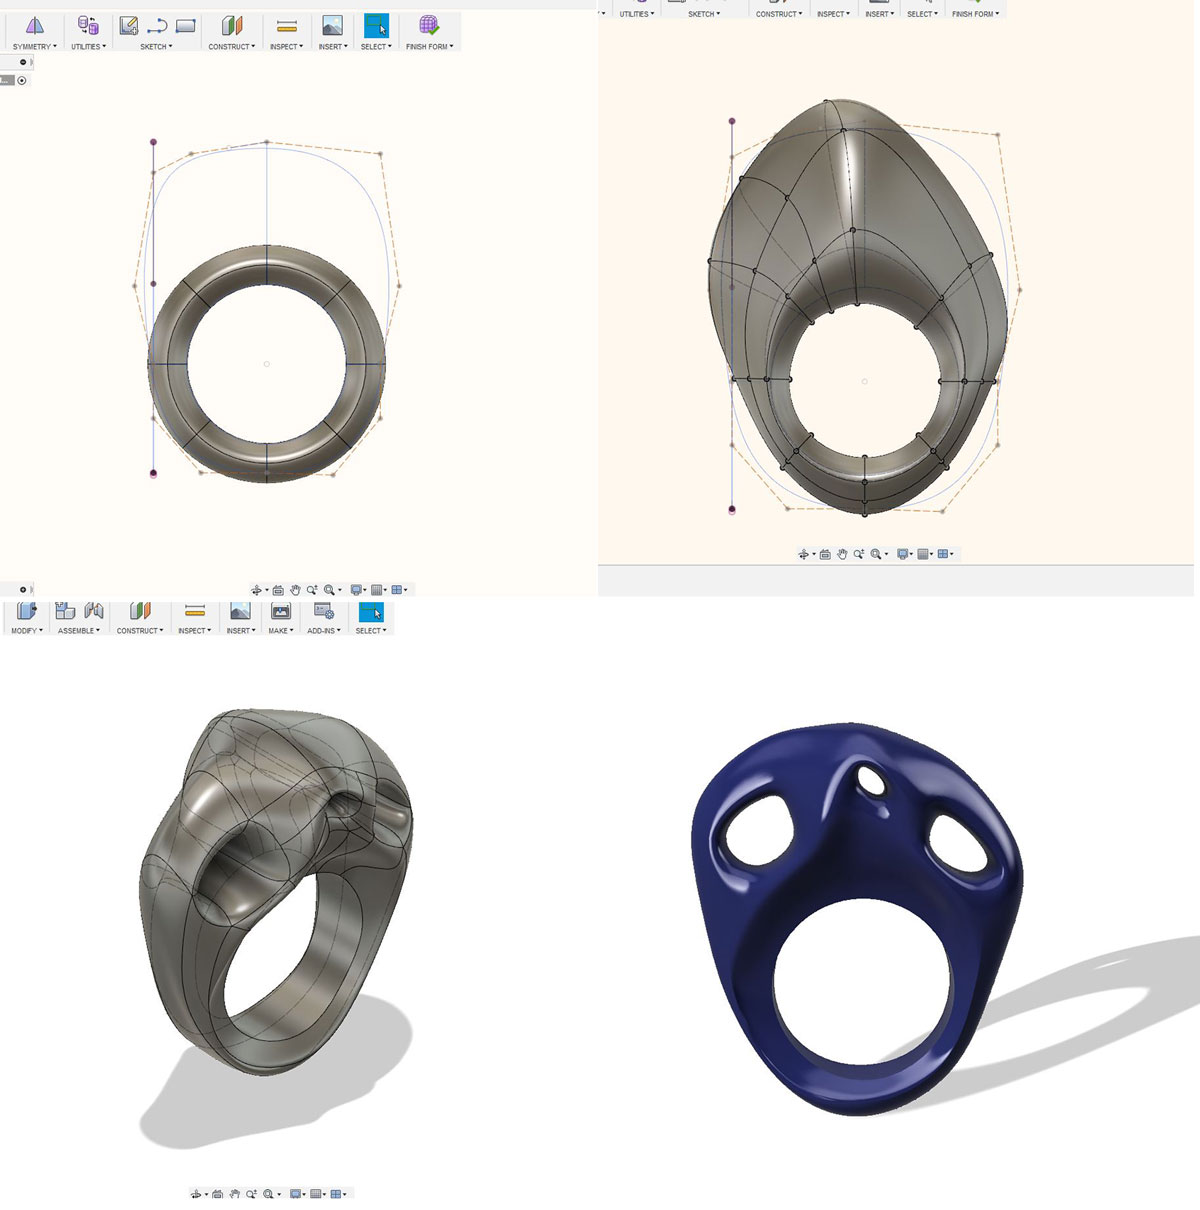 SYMMETRY UTILITIES SKETCH CONSTRUCT INSPECT INSERT SELECT FINISH FORM
UTILITIES SKETCH CONSTRUCT INSPECT INSERT SELECT FINISH FORM
MODIFY ASSEMBLE CONSTRUCT INSPECT INSERT MAKE ADD-INS SELECT